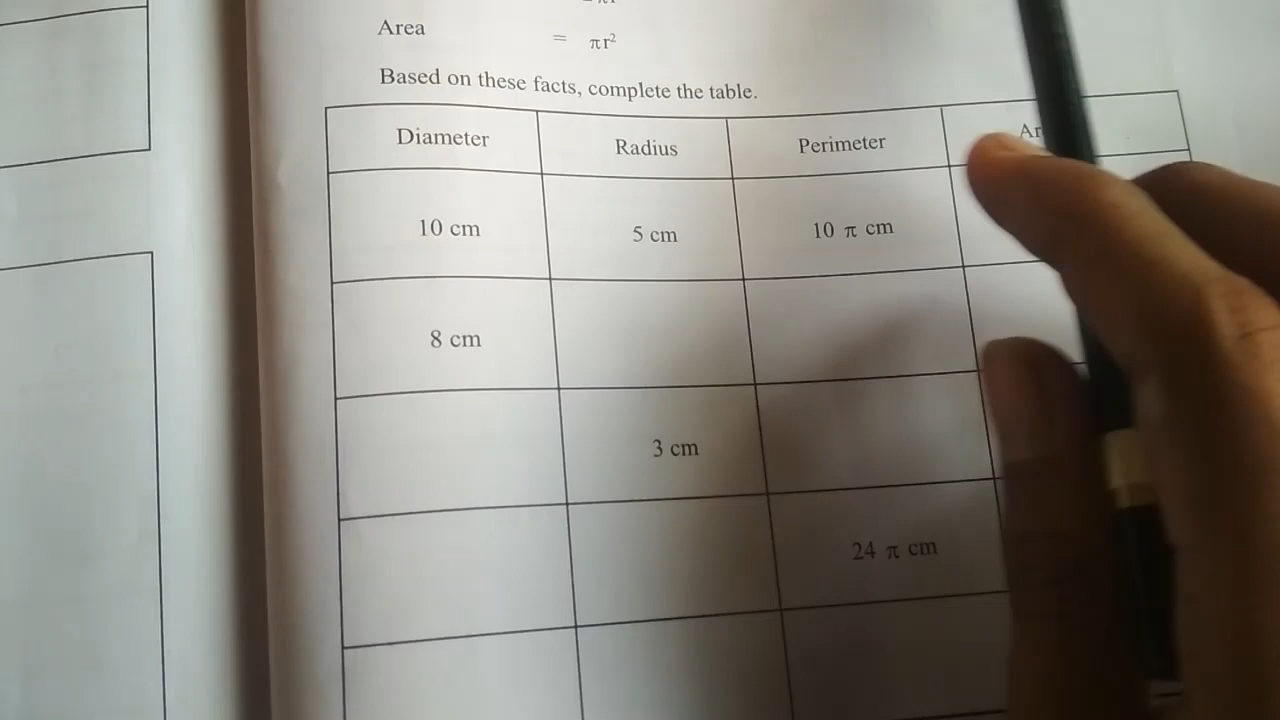 Area = πr²
Based on these facts, complete the table.
Diameter Radius Perimeter
10 cm 5 cm 10 π cm
8 cm
3 cm
24 π cm